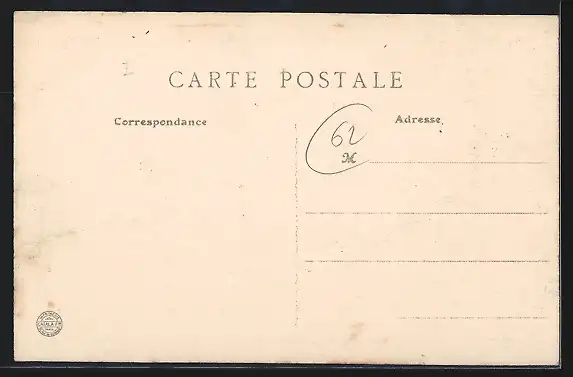 CARTE POSTALE
Correspondance
Adresse
62
M